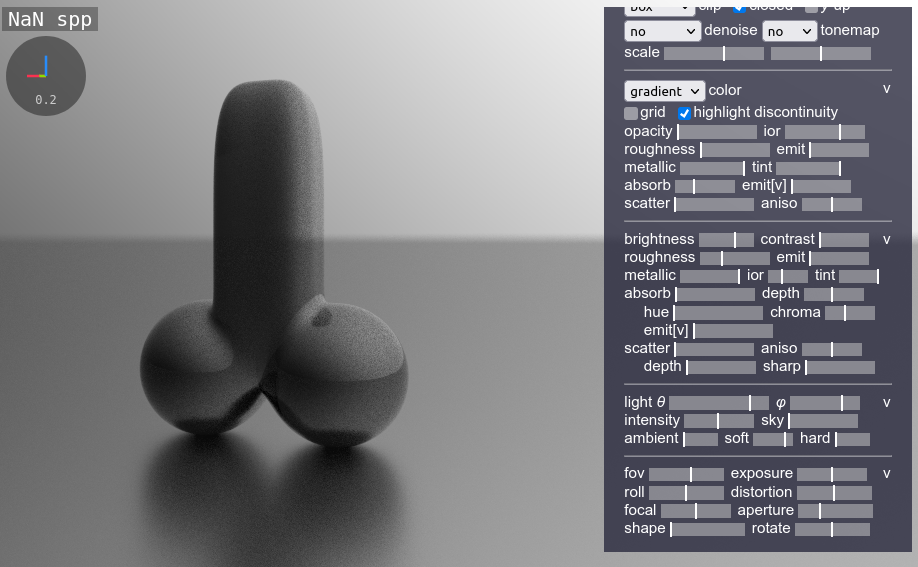 NaN spp
0.2
box clip closed y-up
no denoise no tonemap
scale
gradient color v
grid highlight discontinuity
opacity ior
roughness emit
metallic tint
absorb emit[v]
scatter aniso
brightness contrast v
roughness emit
metallic ior tint
absorb depth
hue chroma
emit[v]
scatter aniso
depth sharp
light θ φ v
intensity sky
ambient soft hard
fov exposure v
roll distortion
focal aperture
shape rotate